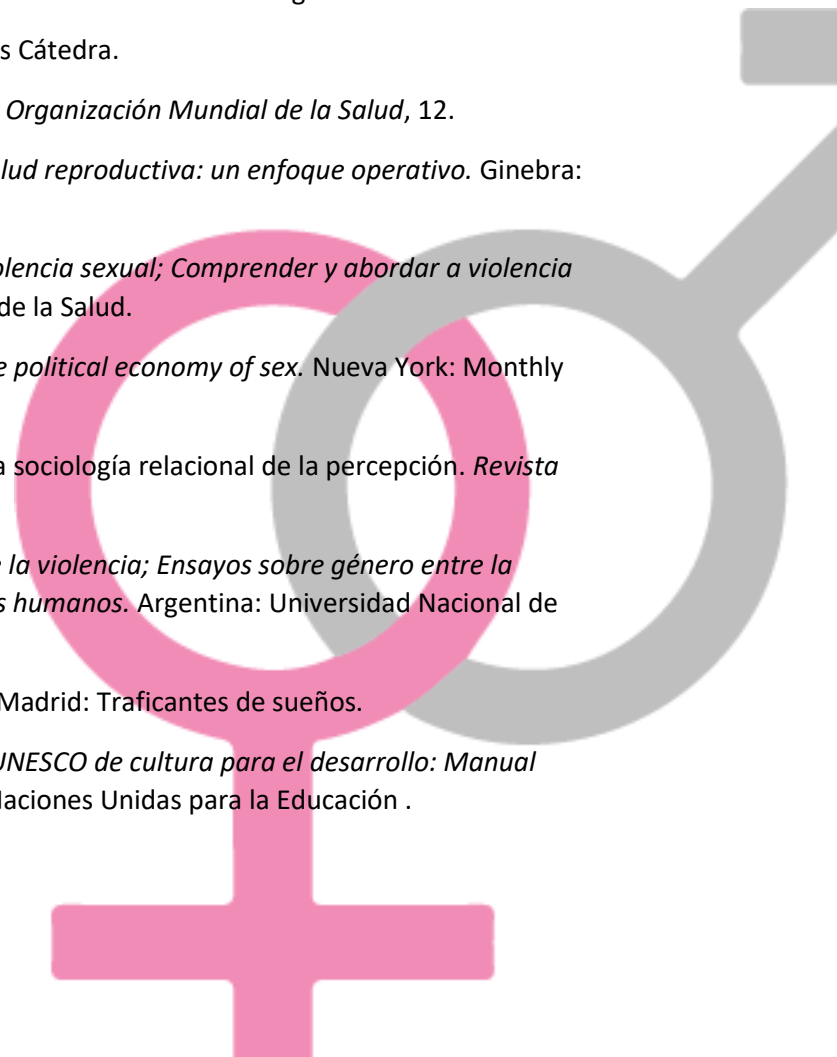 s Cátedra.
Organización Mundial de la Salud, 12.
lud reproductiva: un enfoque operativo. Ginebra:
olencia sexual; Comprender y abordar a violencia
de la Salud.
e political economy of sex. Nueva York: Monthly
a sociología relacional de la percepción. Revista
e la violencia; Ensayos sobre género entre la
s humanos. Argentina: Universidad Nacional de
Madrid: Traficantes de sueños.
UNESCO de cultura para el desarrollo: Manual
Naciones Unidas para la Educación .